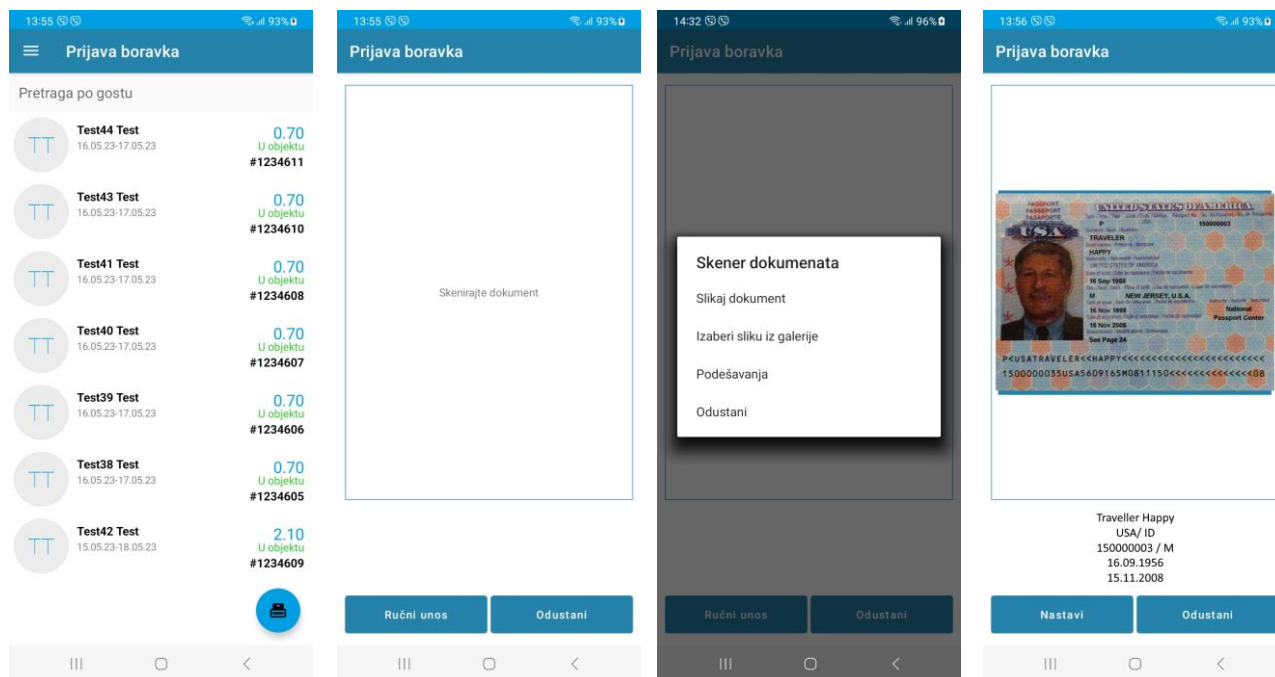 13:55
93%
Prijava boravka
Pretraga po gostu
TT
Test44 Test
16.05.23-17.05.23
0.70
U objektu
#1234611
TT
Test43 Test
16.05.23-17.05.23
0.70
U objektu
#1234610
TT
Test41 Test
16.05.23-17.05.23
0.70
U objektu
#1234608
TT
Test40 Test
16.05.23-17.05.23
0.70
U objektu
#1234607
TT
Test39 Test
16.05.23-17.05.23
0.70
U objektu
#1234606
TT
Test38 Test
16.05.23-17.05.23
0.70
U objektu
#1234605
TT
Test42 Test
15.05.23-18.05.23
2.10
U objektu
#1234609
13:55
93%
Prijava boravka
Skenirajte dokument
Ručni unos
Odustani
14:32
96%
Prijava boravka
Skener dokumenata
Slikaj dokument
Izaberi sliku iz galerije
Podešavanja
Odustani
Ručni unos
Odustani
13:56
93%
Prijava boravka
PASSPORT
PASSEPORT
PASAPORTE
UNITED STATES OF AMERICA
USA
P
150000003
TRAVELER
HAPPY
UNITED STATES OF AMERICA
16 Sep 1956
M NEW JERSEY, U.S.A.
16 Nov 1998
National
Passport Center
15 Nov 2008
See Page 24
P<USATRAVELER<<HAPPY<<<<<<<<<<<<<<<<<<<<<<<<
1500000035USA5609165M0811150<<<<<<<<<<<<<<08
Traveller Happy
USA/ ID
150000003 / M
16.09.1956
15.11.2008
Nastavi
Odustani